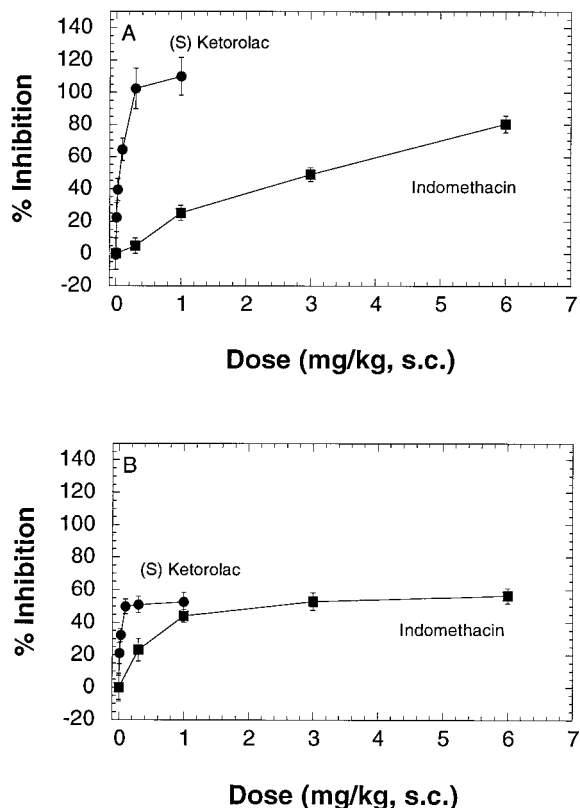 A
(S) Ketorolac
140
120
100
80
60
40
20
0
-20
% Inhibition
Indomethacin
0 1 2 3 4 5 6 7
Dose (mg/kg, s.c.)
B
(S) Ketorolac
140
120
100
80
60
40
20
0
-20
% Inhibition
Indomethacin
0 1 2 3 4 5 6 7
Dose (mg/kg, s.c.)